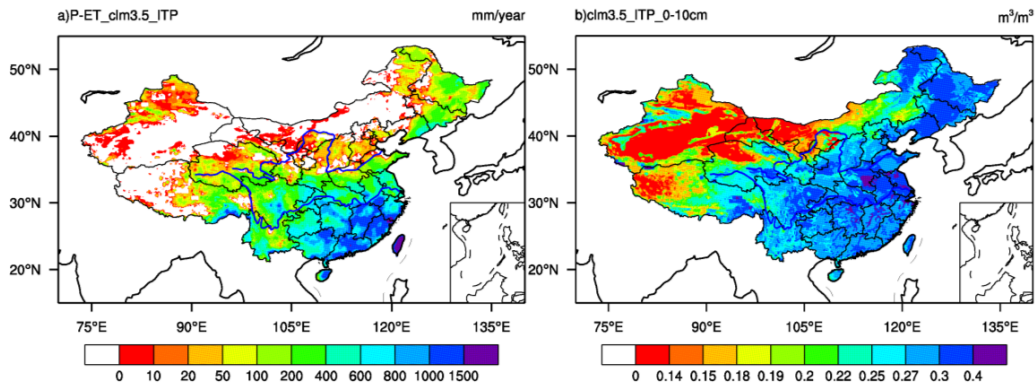 a)P-ET_clm3.5_ITP mm/year
b)clm3.5_ITP_0-10cm m³/m³
50°N
40°N
30°N
20°N
75°E 90°E 105°E 120°E 135°E
0 10 20 50 100 200 400 600 800 1000 1500
50°N
40°N
30°N
20°N
75°E 90°E 105°E 120°E 135°E
0 0.14 0.15 0.18 0.19 0.2 0.22 0.25 0.27 0.3 0.4